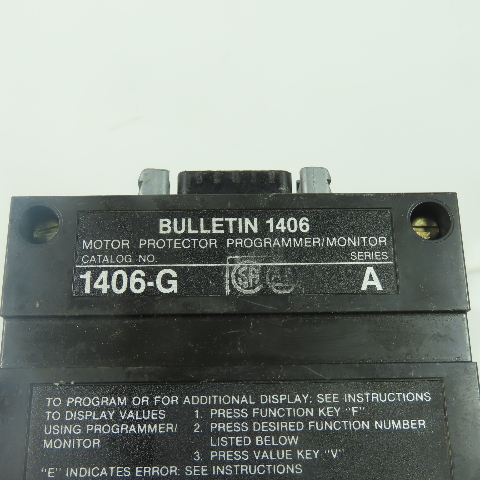 BULLETIN 1406
MOTOR PROTECTOR PROGRAMMER/MONITOR
CATALOG NO. SERIES
1406-G A
TO PROGRAM OR FOR ADDITIONAL DISPLAY: SEE INSTRUCTIONS
TO DISPLAY VALUES 1. PRESS FUNCTION KEY "F"
USING PROGRAMMER/ 2. PRESS DESIRED FUNCTION NUMBER
MONITOR LISTED BELOW
3. PRESS VALUE KEY "V"
"E" INDICATES ERROR: SEE INSTRUCTIONS